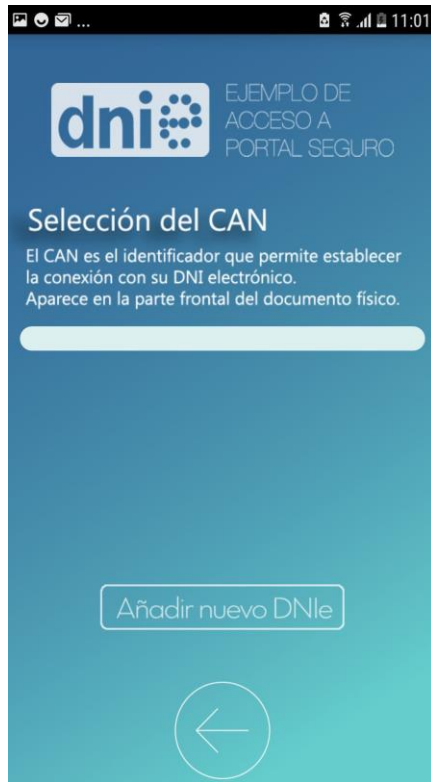 ... 11:01
dnie
EJEMPLO DE
ACCESO A
PORTAL SEGURO
Selección del CAN
El CAN es el identificador que permite establecer
la conexión con su DNI electrónico.
Aparece en la parte frontal del documento físico.
Añadir nuevo DNIe